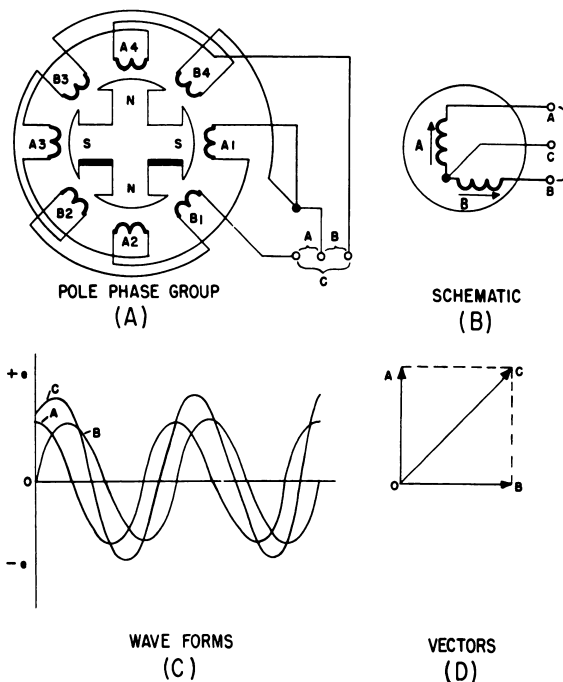 A4
B3
B4
N
A3
S
S
A1
N
B2
B1
A2
A
B
C
POLE PHASE GROUP
(A)
A
A
C
B
B
SCHEMATIC
(B)
+
C
A
B
0
-
WAVE FORMS
(C)
A
C
O
B
VECTORS
(D)